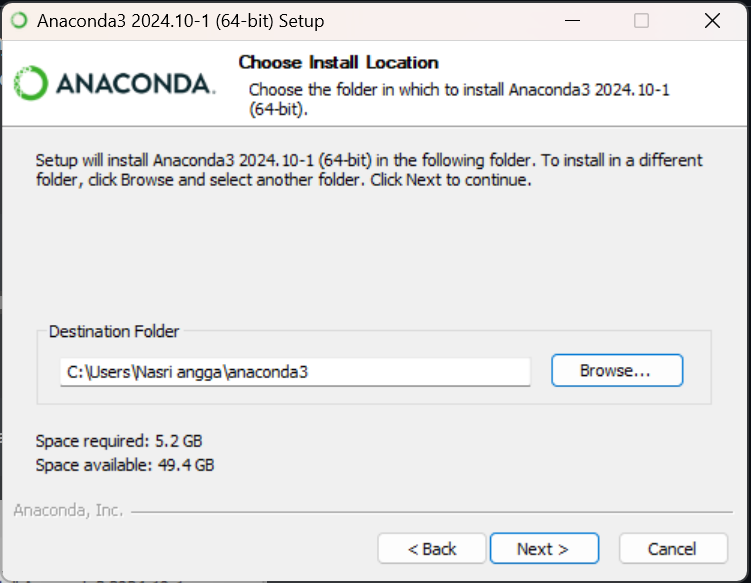 Anaconda3 2024.10-1 (64-bit) Setup
ANACONDA.
Choose Install Location
Choose the folder in which to install Anaconda3 2024.10-1
(64-bit).
Setup will install Anaconda3 2024.10-1 (64-bit) in the following folder. To install in a different
folder, click Browse and select another folder. Click Next to continue.
Destination Folder
C:\Users\Nasri angga\anaconda3
Browse...
Space required: 5.2 GB
Space available: 49.4 GB
Anaconda, Inc.
< Back
Next >
Cancel